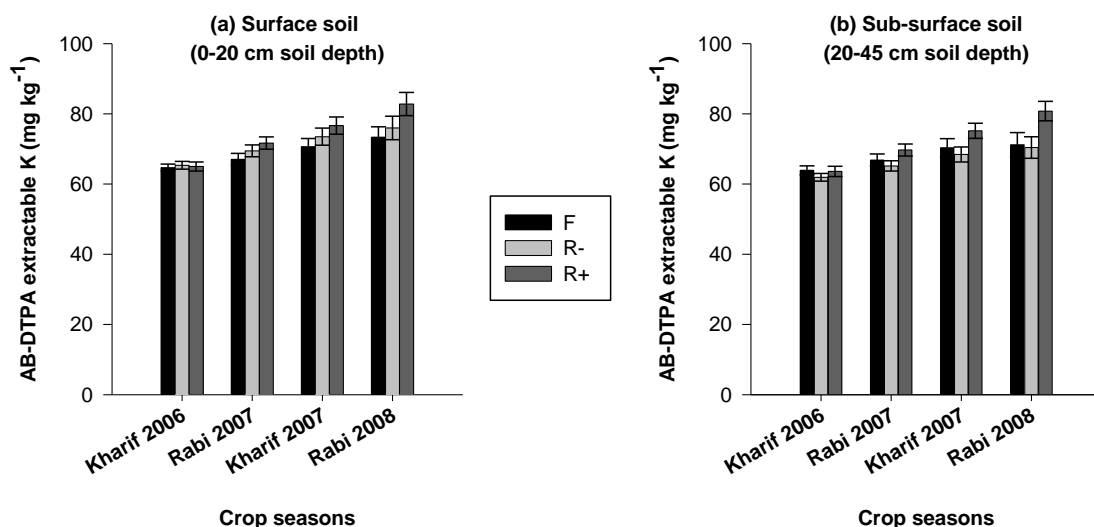 (a) Surface soil
(0-20 cm soil depth)
AB-DTPA extractable K (mg kg-1)
100
80
60
40
20
0
Kharif 2006
Rabi 2007
Kharif 2007
Rabi 2008
Crop seasons
F
R-
R+
(b) Sub-surface soil
(20-45 cm soil depth)
AB-DTPA extractable K (mg kg-1)
100
80
60
40
20
0
Kharif 2006
Rabi 2007
Kharif 2007
Rabi 2008
Crop seasons